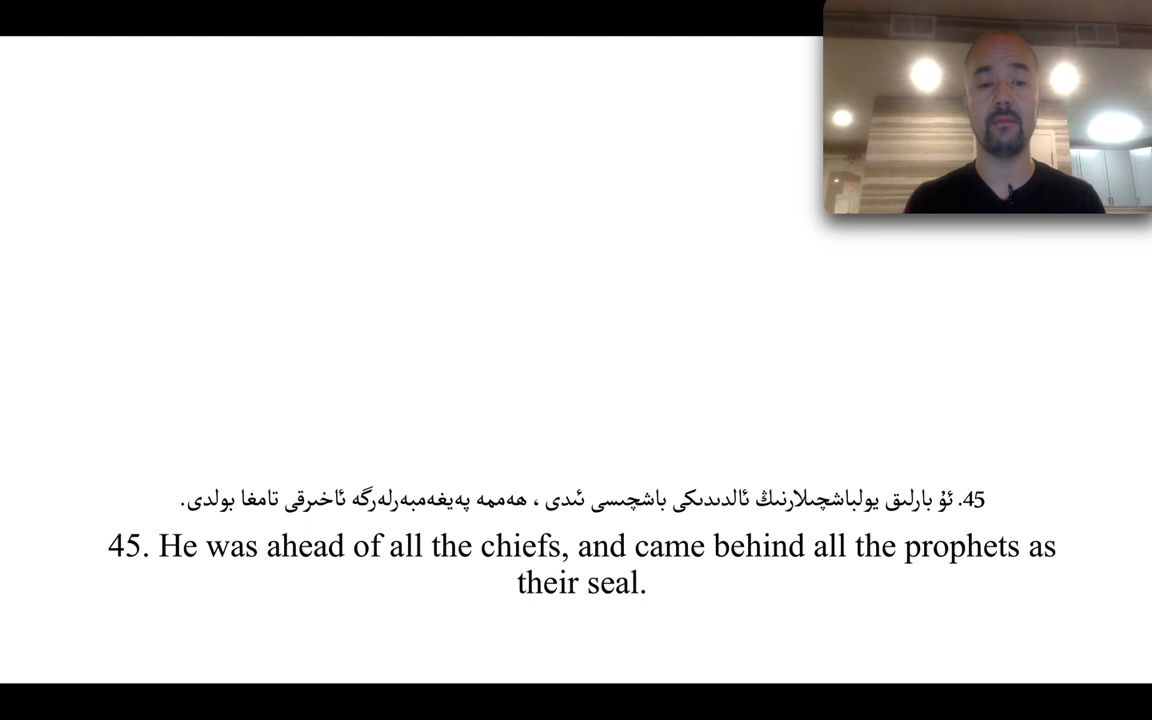 45. ئۇ بارلىق يولباشچىلارنىڭ ئالدىدىكى باشچىسى ئىدى ، ھەممە پەيغەمبەرلەرگە ئاخىرقى تامغا بولدى.
45. He was ahead of all the chiefs, and came behind all the prophets as
their seal.